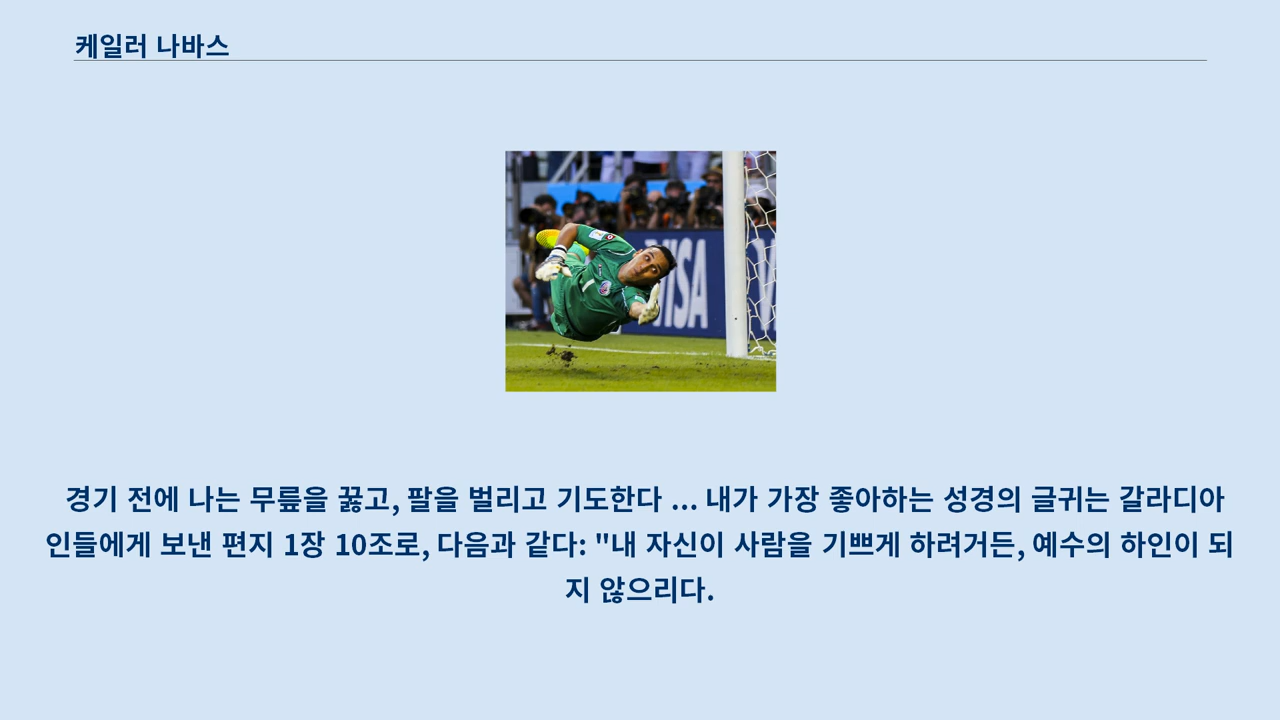 케일러 나바스
VISA
경기 전에 나는 무릎을 꿇고, 팔을 벌리고 기도한다 ... 내가 가장 좋아하는 성경의 글귀는 갈라디아
인들에게 보낸 편지 1장 10조로, 다음과 같다: "내 자신이 사람을 기쁘게 하려거든, 예수의 하인이 되
지 않으리다.